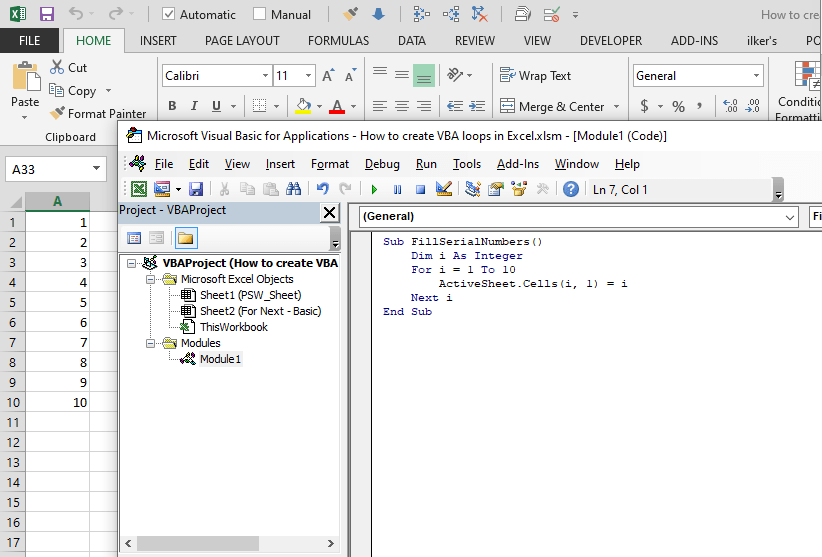 Automatic Manual How to cre
FILE HOME INSERT PAGE LAYOUT FORMULAS DATA REVIEW VIEW DEVELOPER ADD-INS ilker's PO
Cut
Copy
Format Painter
Paste
Clipboard
Calibri 11 A A Wrap Text General
B I U A Merge & Center $ % , Conditio
Formatti
Microsoft Visual Basic for Applications - How to create VBA loops in Excel.xlsm - [Module1 (Code)]
File Edit View Insert Format Debug Run Tools Add-Ins Window Help
Ln 7, Col 1
A33
A
1 1
2 2
3 3
4 4
5 5
6 6
7 7
8 8
9 9
10 10
11
12
13
14
15
16
17
Project - VBAProject
VBAProject (How to create VBA
Microsoft Excel Objects
Sheet1 (PSW_Sheet)
Sheet2 (For Next - Basic)
ThisWorkbook
Modules
Module1
(General) Fi
Sub FillSerialNumbers()
Dim i As Integer
For i = 1 To 10
ActiveSheet.Cells(i, 1) = i
Next i
End Sub